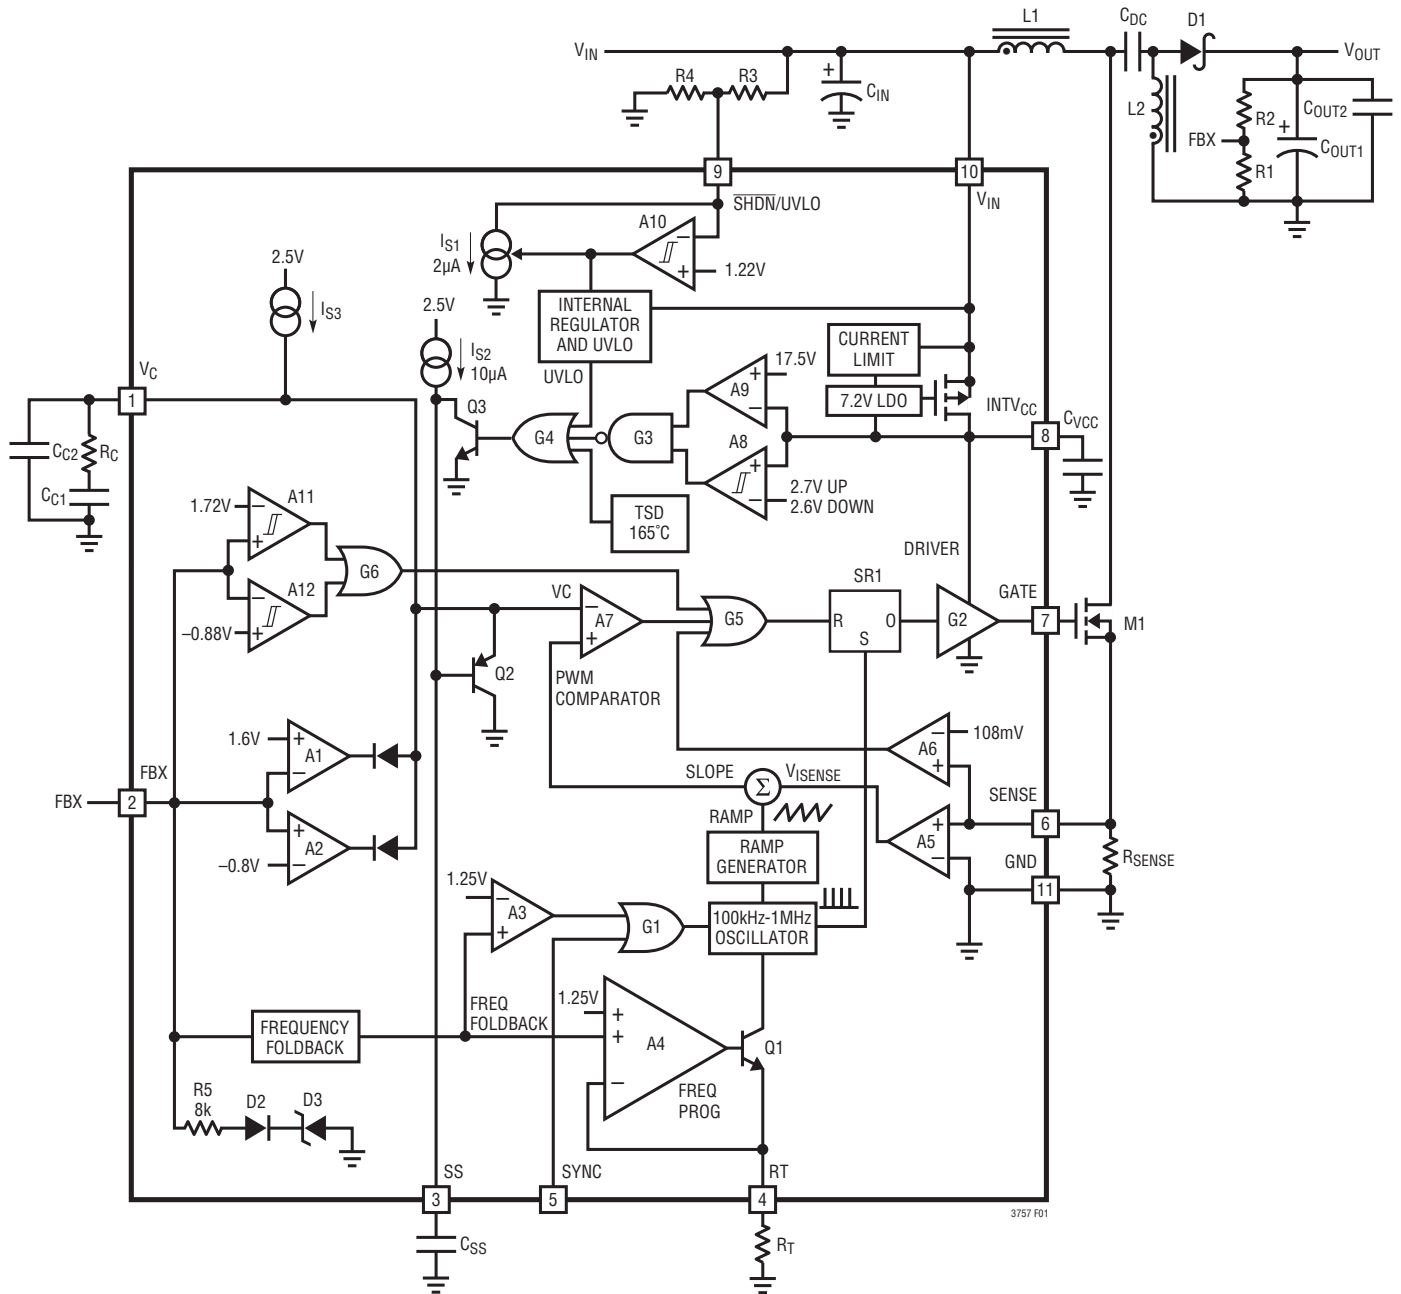 L1
CDC
D1
VIN
VOUT
R4
R3
+
CIN
L2
R2
+
COUT2
FBX
COUT1
R1
9
10
SHDN/UVLO
VIN
A10
−
IS1
2µA
+
1.22V
2.5V
IS3
2.5V
INTERNAL
REGULATOR
AND UVLO
CURRENT
LIMIT
IS2
10µA
17.5V
+
A9
−
UVLO
7.2V LDO
VC
1
Q3
INTVCC
CVCC
G4
G3
A8
8
+
−
2.7V UP
2.6V DOWN
CC2
RC
CC1
1.72V
−
A11
+
TSD
165˚C
DRIVER
G6
SR1
−
A12
+
−0.88V
VC
−
A7
+
G5
R
O
S
G2
GATE
7
M1
Q2
PWM
COMPARATOR
1.6V
+
A1
−
−
108mV
A6
+
FBX
SLOPE
Σ
VISENSE
FBX
2
SENSE
6
+
A2
−
−0.8V
RAMP
+
A5
−
RAMP
GENERATOR
GND
RSENSE
11
1.25V
−
A3
+
G1
100kHz-1MHz
OSCILLATOR
FREQ
FOLDBACK
1.25V
+
+
A4
−
Q1
FREQUENCY
FOLDBACK
FREQ
PROG
R5
8k
D2
D3
SS
SYNC
RT
3
5
4
3757 F01
CSS
RT